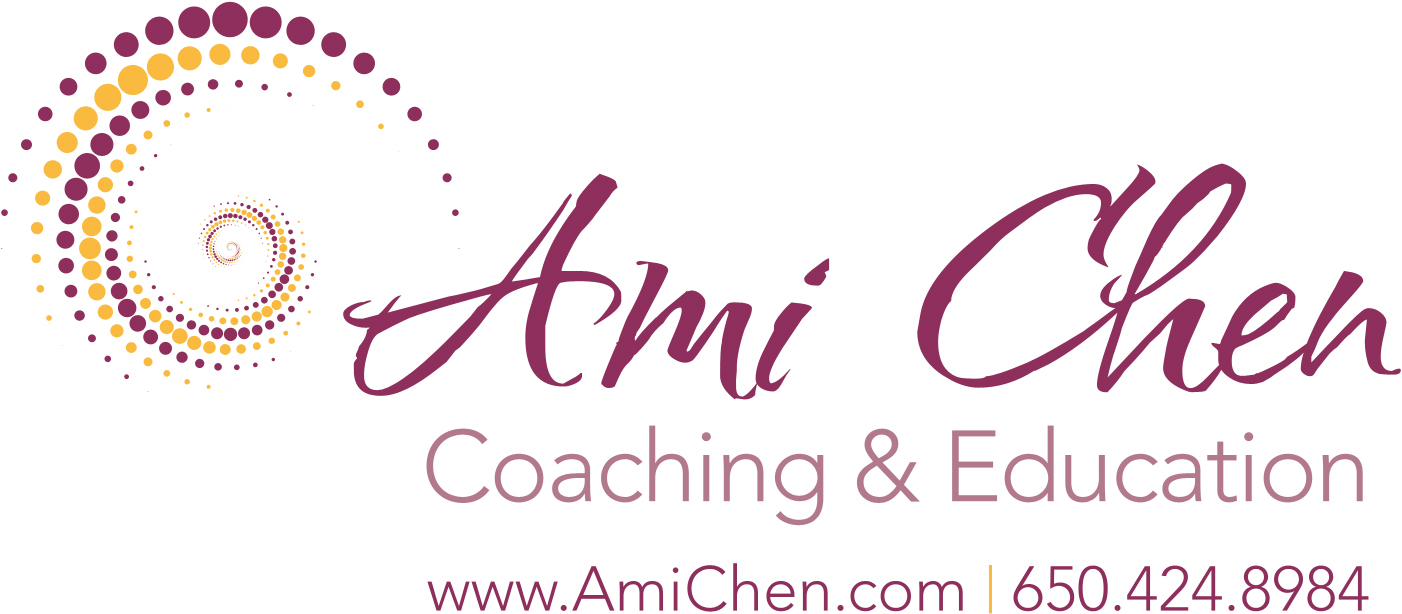 Ami Chen
Coaching & Education
www.AmiChen.com | 650.424.8984